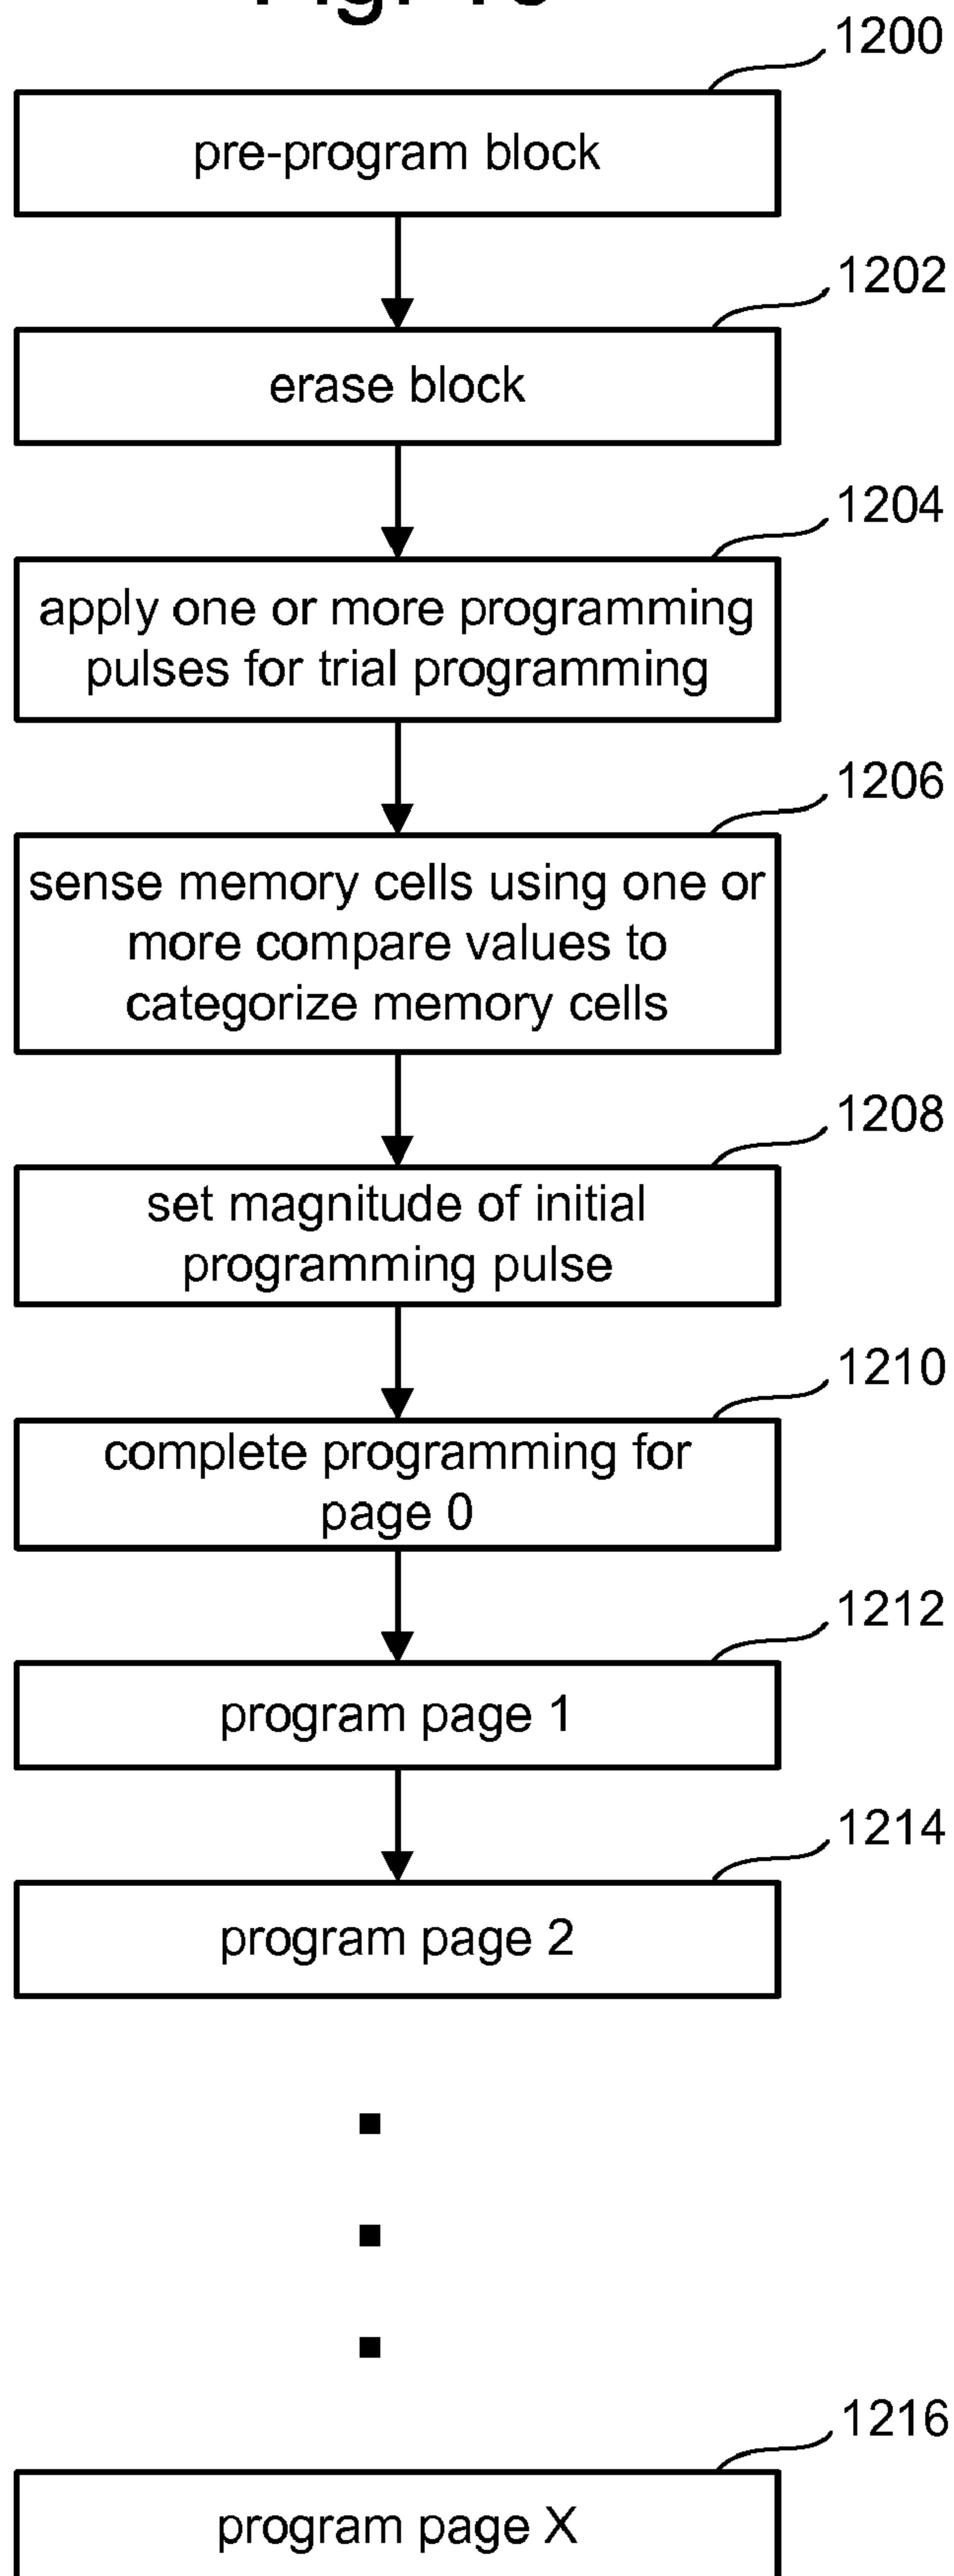 1200
pre-program block
1202
erase block
1204
apply one or more programming
pulses for trial programming
1206
sense memory cells using one or
more compare values to
categorize memory cells
1208
set magnitude of initial
programming pulse
1210
complete programming for
page 0
1212
program page 1
1214
program page 2
1216
program page X